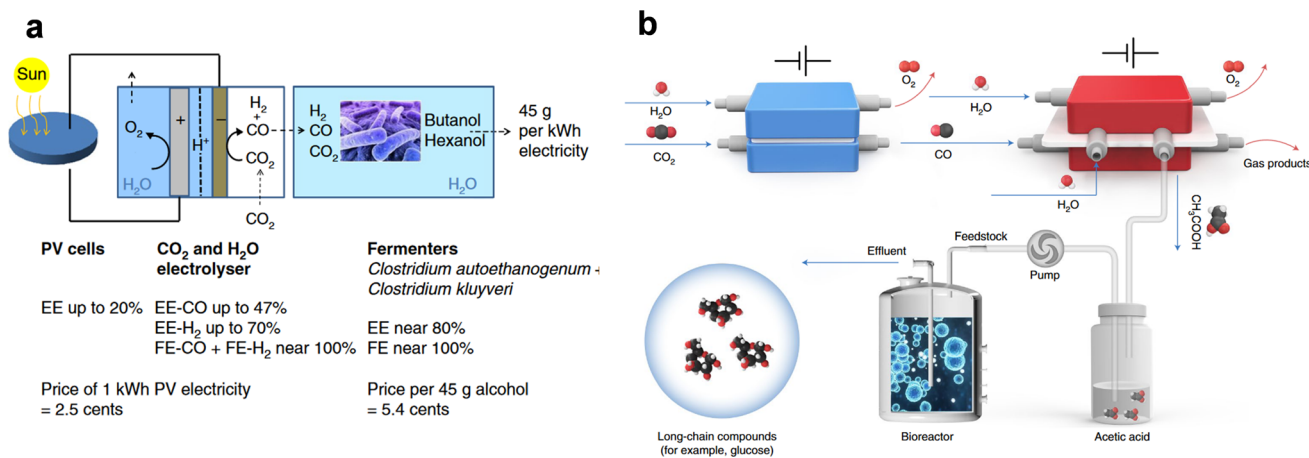 a
Sun
O₂
H₂O
+
H⁺
−
H₂
+
CO
CO₂
CO₂
H₂
CO
CO₂
Butanol
Hexanol
H₂O
45 g
per kWh
electricity
PV cells
CO₂ and H₂O
electrolyser
Fermenters
Clostridium autoethanogenum +
Clostridium kluyveri
EE up to 20%
EE-CO up to 47%
EE-H₂ up to 70%
FE-CO + FE-H₂ near 100%
EE near 80%
FE near 100%
Price of 1 kWh PV electricity
= 2.5 cents
Price per 45 g alcohol
= 5.4 cents
b
H₂O
CO₂
O₂
H₂O
CO
O₂
Gas products
H₂O
CH₃COOH
Effluent
Feedstock
Pump
Long-chain compounds
(for example, glucose)
Bioreactor
Acetic acid